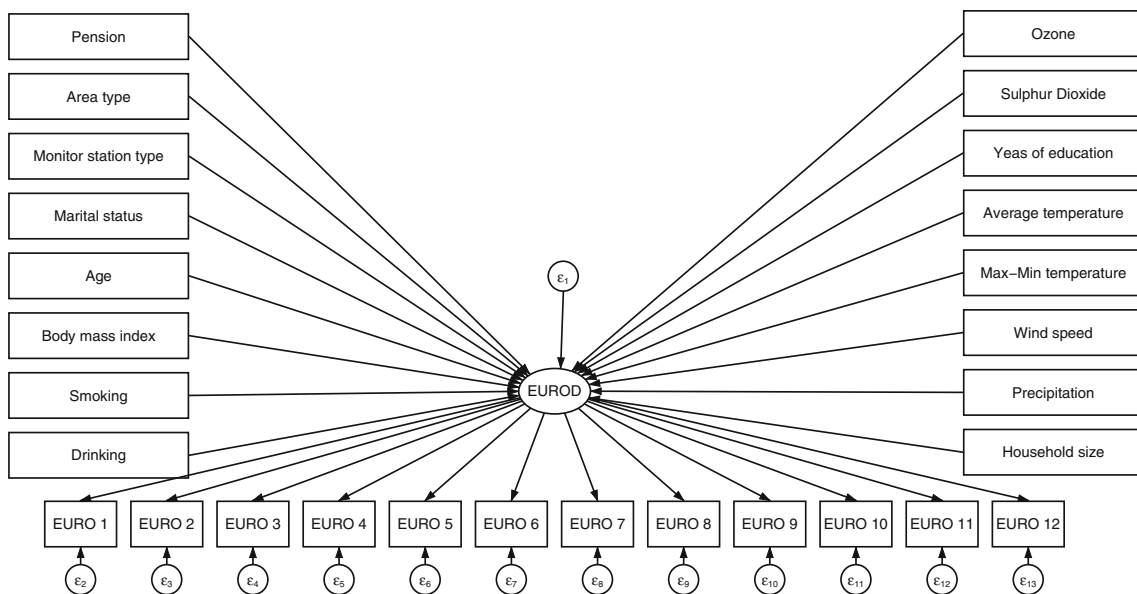 Pension
Area type
Monitor station type
Marital status
Age
Body mass index
Smoking
Drinking
Ozone
Sulphur Dioxide
Yeas of education
Average temperature
Max−Min temperature
Wind speed
Precipitation
Household size
ε1
EUROD
EURO 1
EURO 2
EURO 3
EURO 4
EURO 5
EURO 6
EURO 7
EURO 8
EURO 9
EURO 10
EURO 11
EURO 12
ε2
ε3
ε4
ε5
ε6
ε7
ε8
ε9
ε10
ε11
ε12
ε13